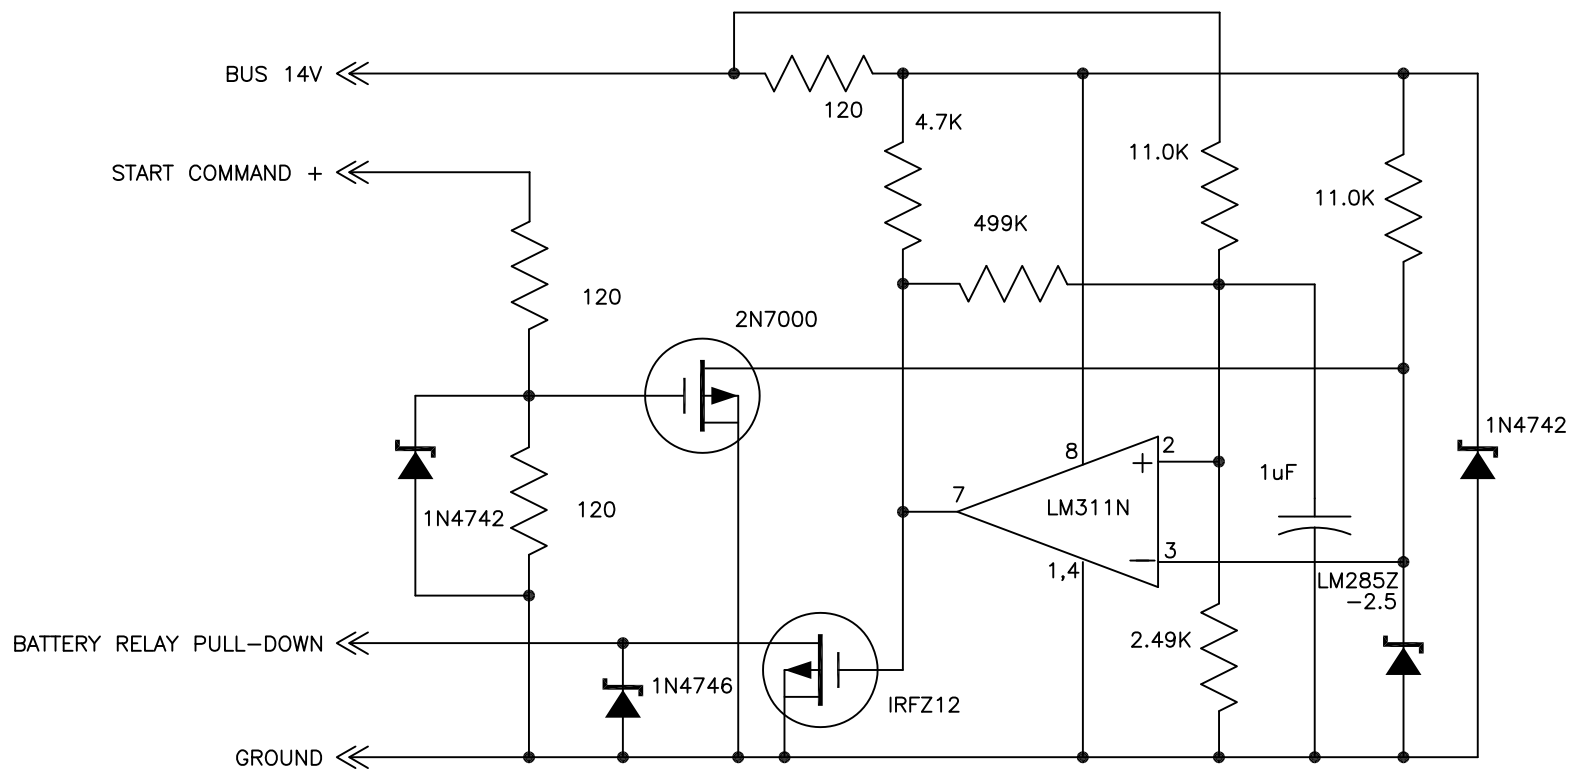 BUS 14V
120
4.7K
11.0K
START COMMAND +
11.0K
499K
120
2N7000
1N4742
8
2
1uF
7
LM311N
1N4742
120
3
1,4
LM285Z
-2.5
BATTERY RELAY PULL-DOWN
2.49K
1N4746
IRFZ12
GROUND